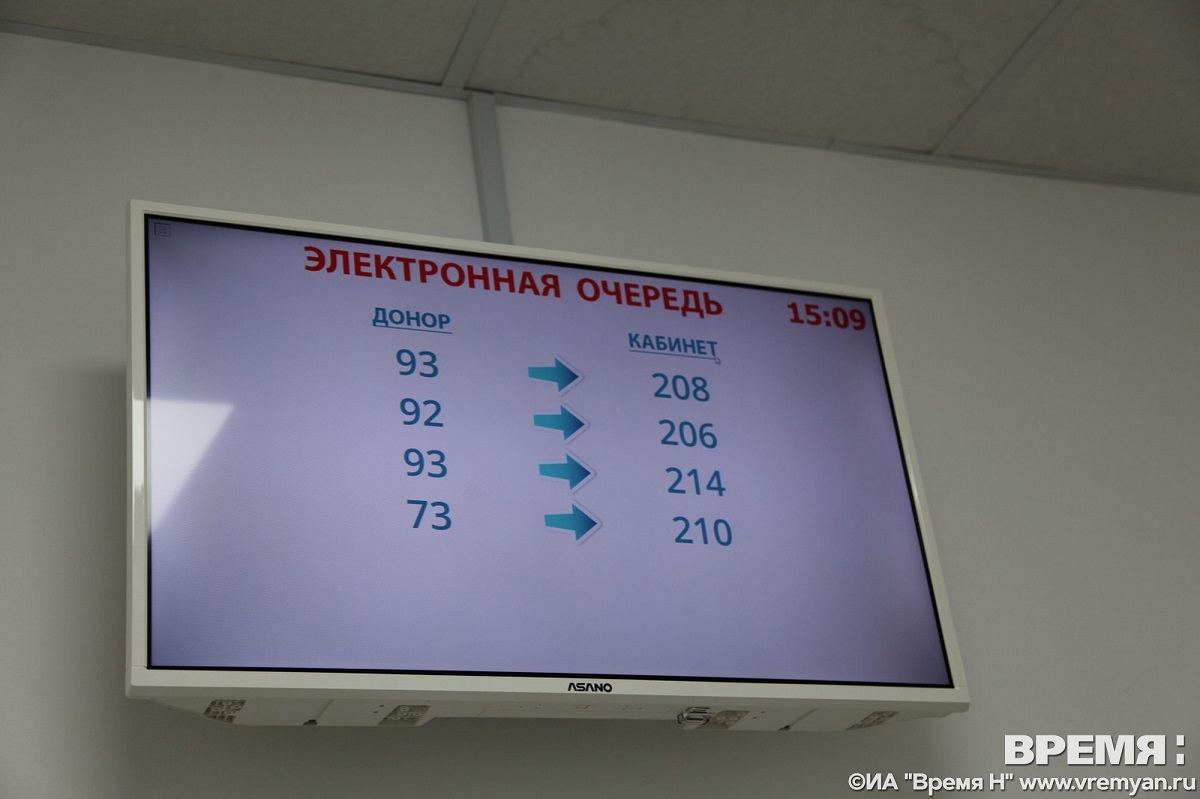 ЭЛЕКТРОННАЯ ОЧЕРЕДЬ 15:09
ДОНОР КАБИНЕТ
93 208
92 206
93 214
73 210
ASANO
ВРЕМЯ:
©ИА "Время Н" www.vremyan.ru